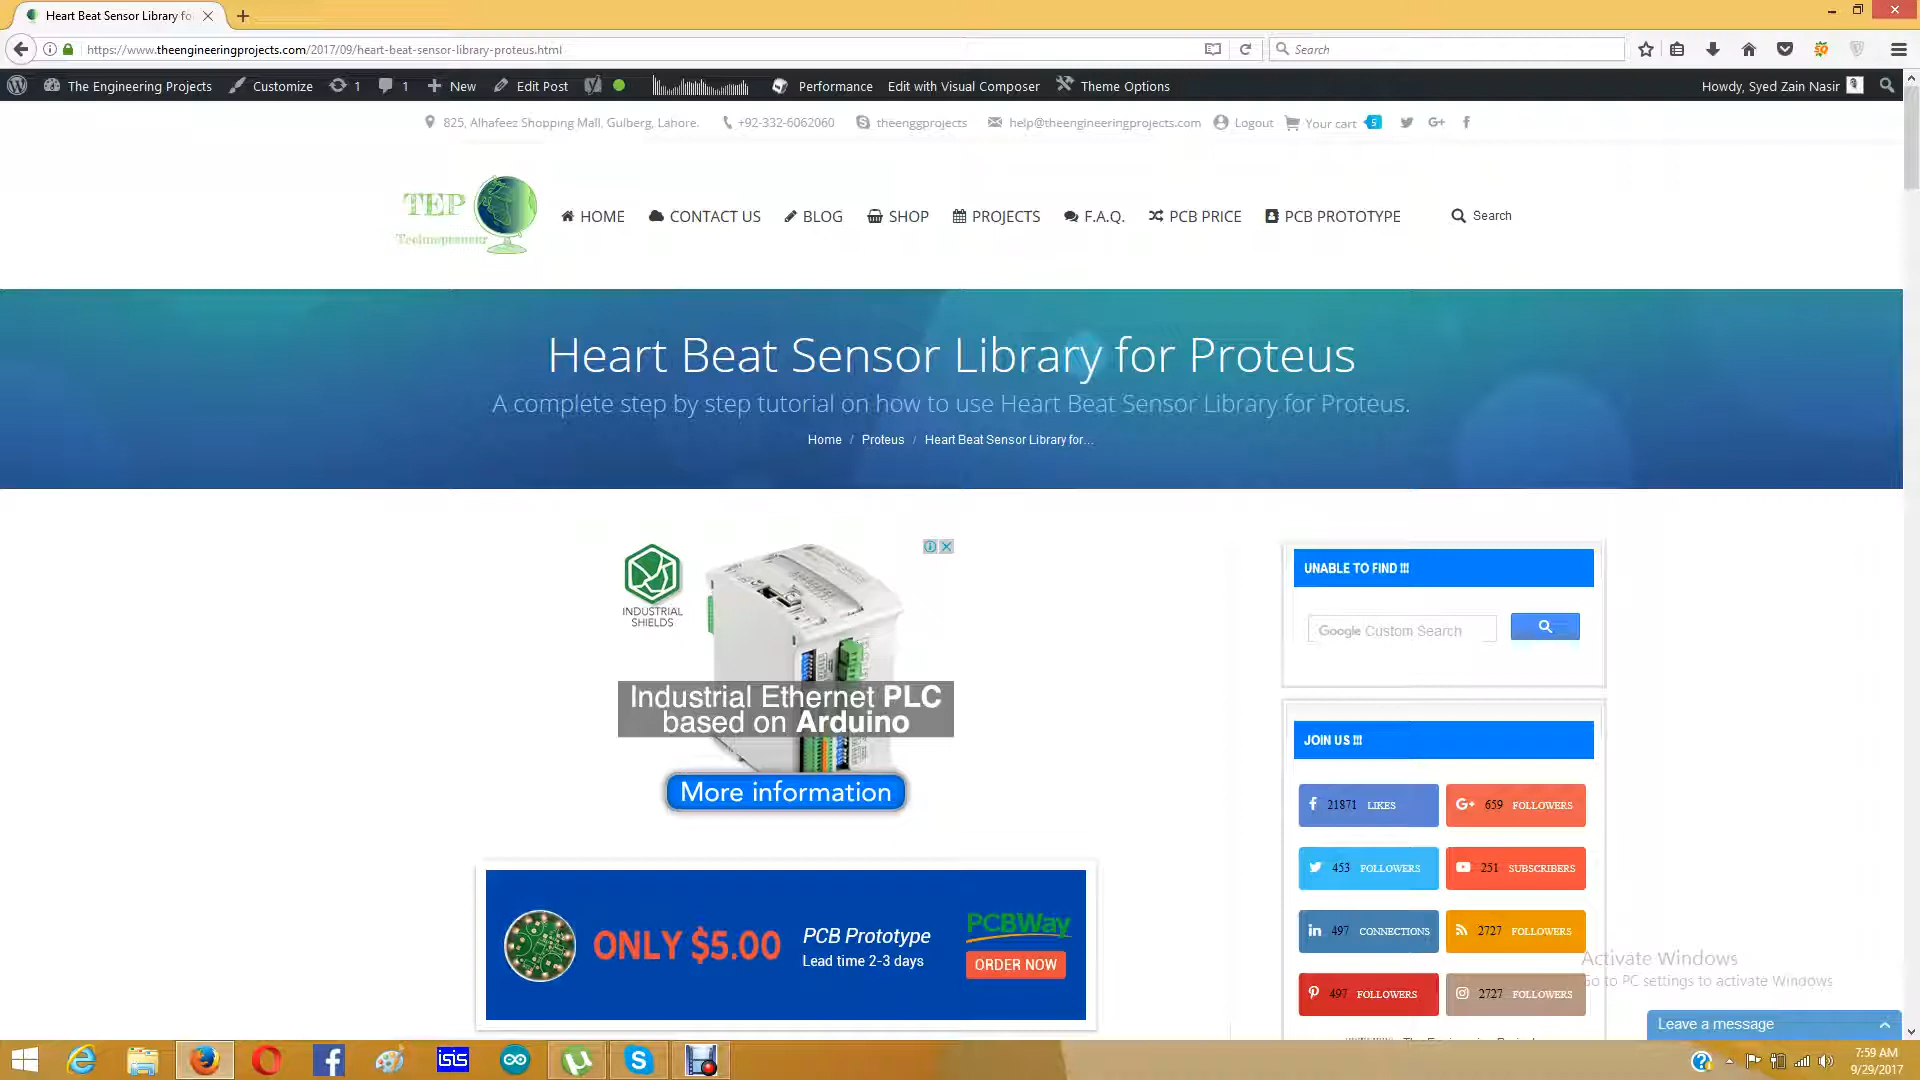 Heart Beat Sensor Library fo
https://www.theengineeringprojects.com/2017/09/heart-beat-sensor-library-proteus.html
Search
The Engineering Projects Customize 1 1 New Edit Post Performance Edit with Visual Composer Theme Options Howdy, Syed Zain Nasir
825, Alhafeez Shopping Mall, Gulberg, Lahore. +92-332-6062060 theenggprojects help@theengineeringprojects.com Logout Your cart 5
TEP
Technopreneur
HOME CONTACT US BLOG SHOP PROJECTS F.A.Q. PCB PRICE PCB PROTOTYPE Search
Heart Beat Sensor Library for Proteus
A complete step by step tutorial on how to use Heart Beat Sensor Library for Proteus.
Home / Proteus / Heart Beat Sensor Library for...
INDUSTRIAL
SHIELDS
Industrial Ethernet PLC
based on Arduino
More information
ONLY $5.00
PCB Prototype
Lead time 2-3 days
PCBWay
ORDER NOW
UNABLE TO FIND !!!
Google Custom Search
JOIN US !!!
21871 LIKES
659 FOLLOWERS
453 FOLLOWERS
251 SUBSCRIBERS
497 CONNECTIONS
2727 FOLLOWERS
497 FOLLOWERS
2727 FOLLOWERS
Activate Windows
Go to PC settings to activate Windows
Leave a message
isis
7:59 AM
9/29/2017